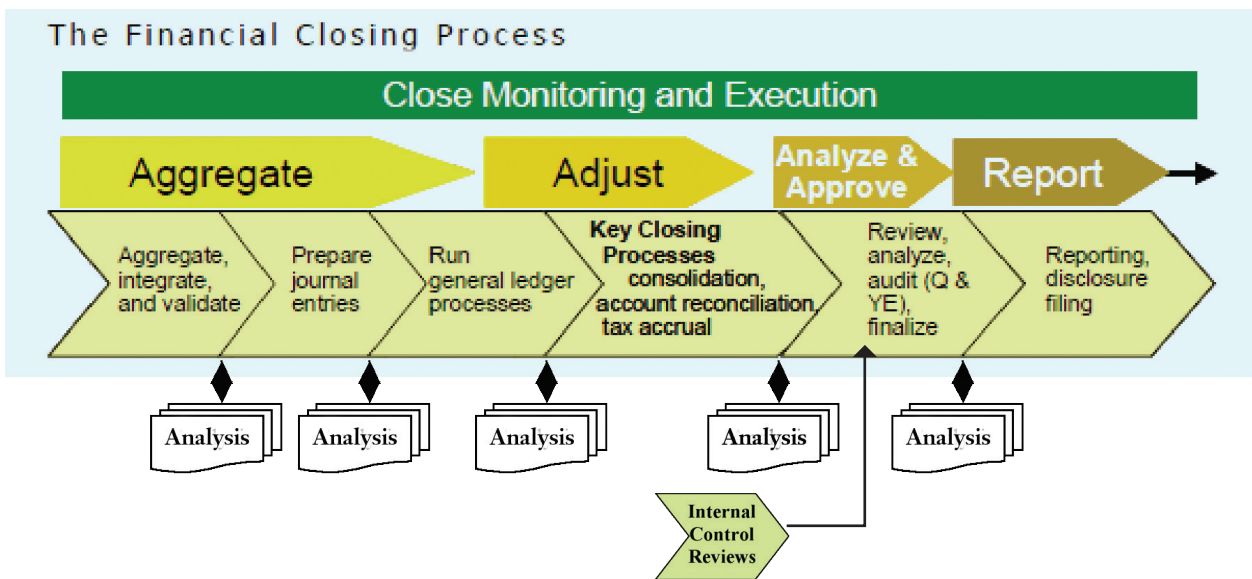 The Financial Closing Process
Close Monitoring and Execution
Aggregate
Adjust
Analyze &
Approve
Report
Aggregate,
integrate,
and validate
Prepare
journal
entries
Run
general ledger
processes
Key Closing
Processes
consolidation,
account reconciliation,
tax accrual
Review,
analyze,
audit (Q &
YE),
finalize
Reporting,
disclosure
filing
Analysis
Analysis
Analysis
Analysis
Analysis
Internal
Control
Reviews